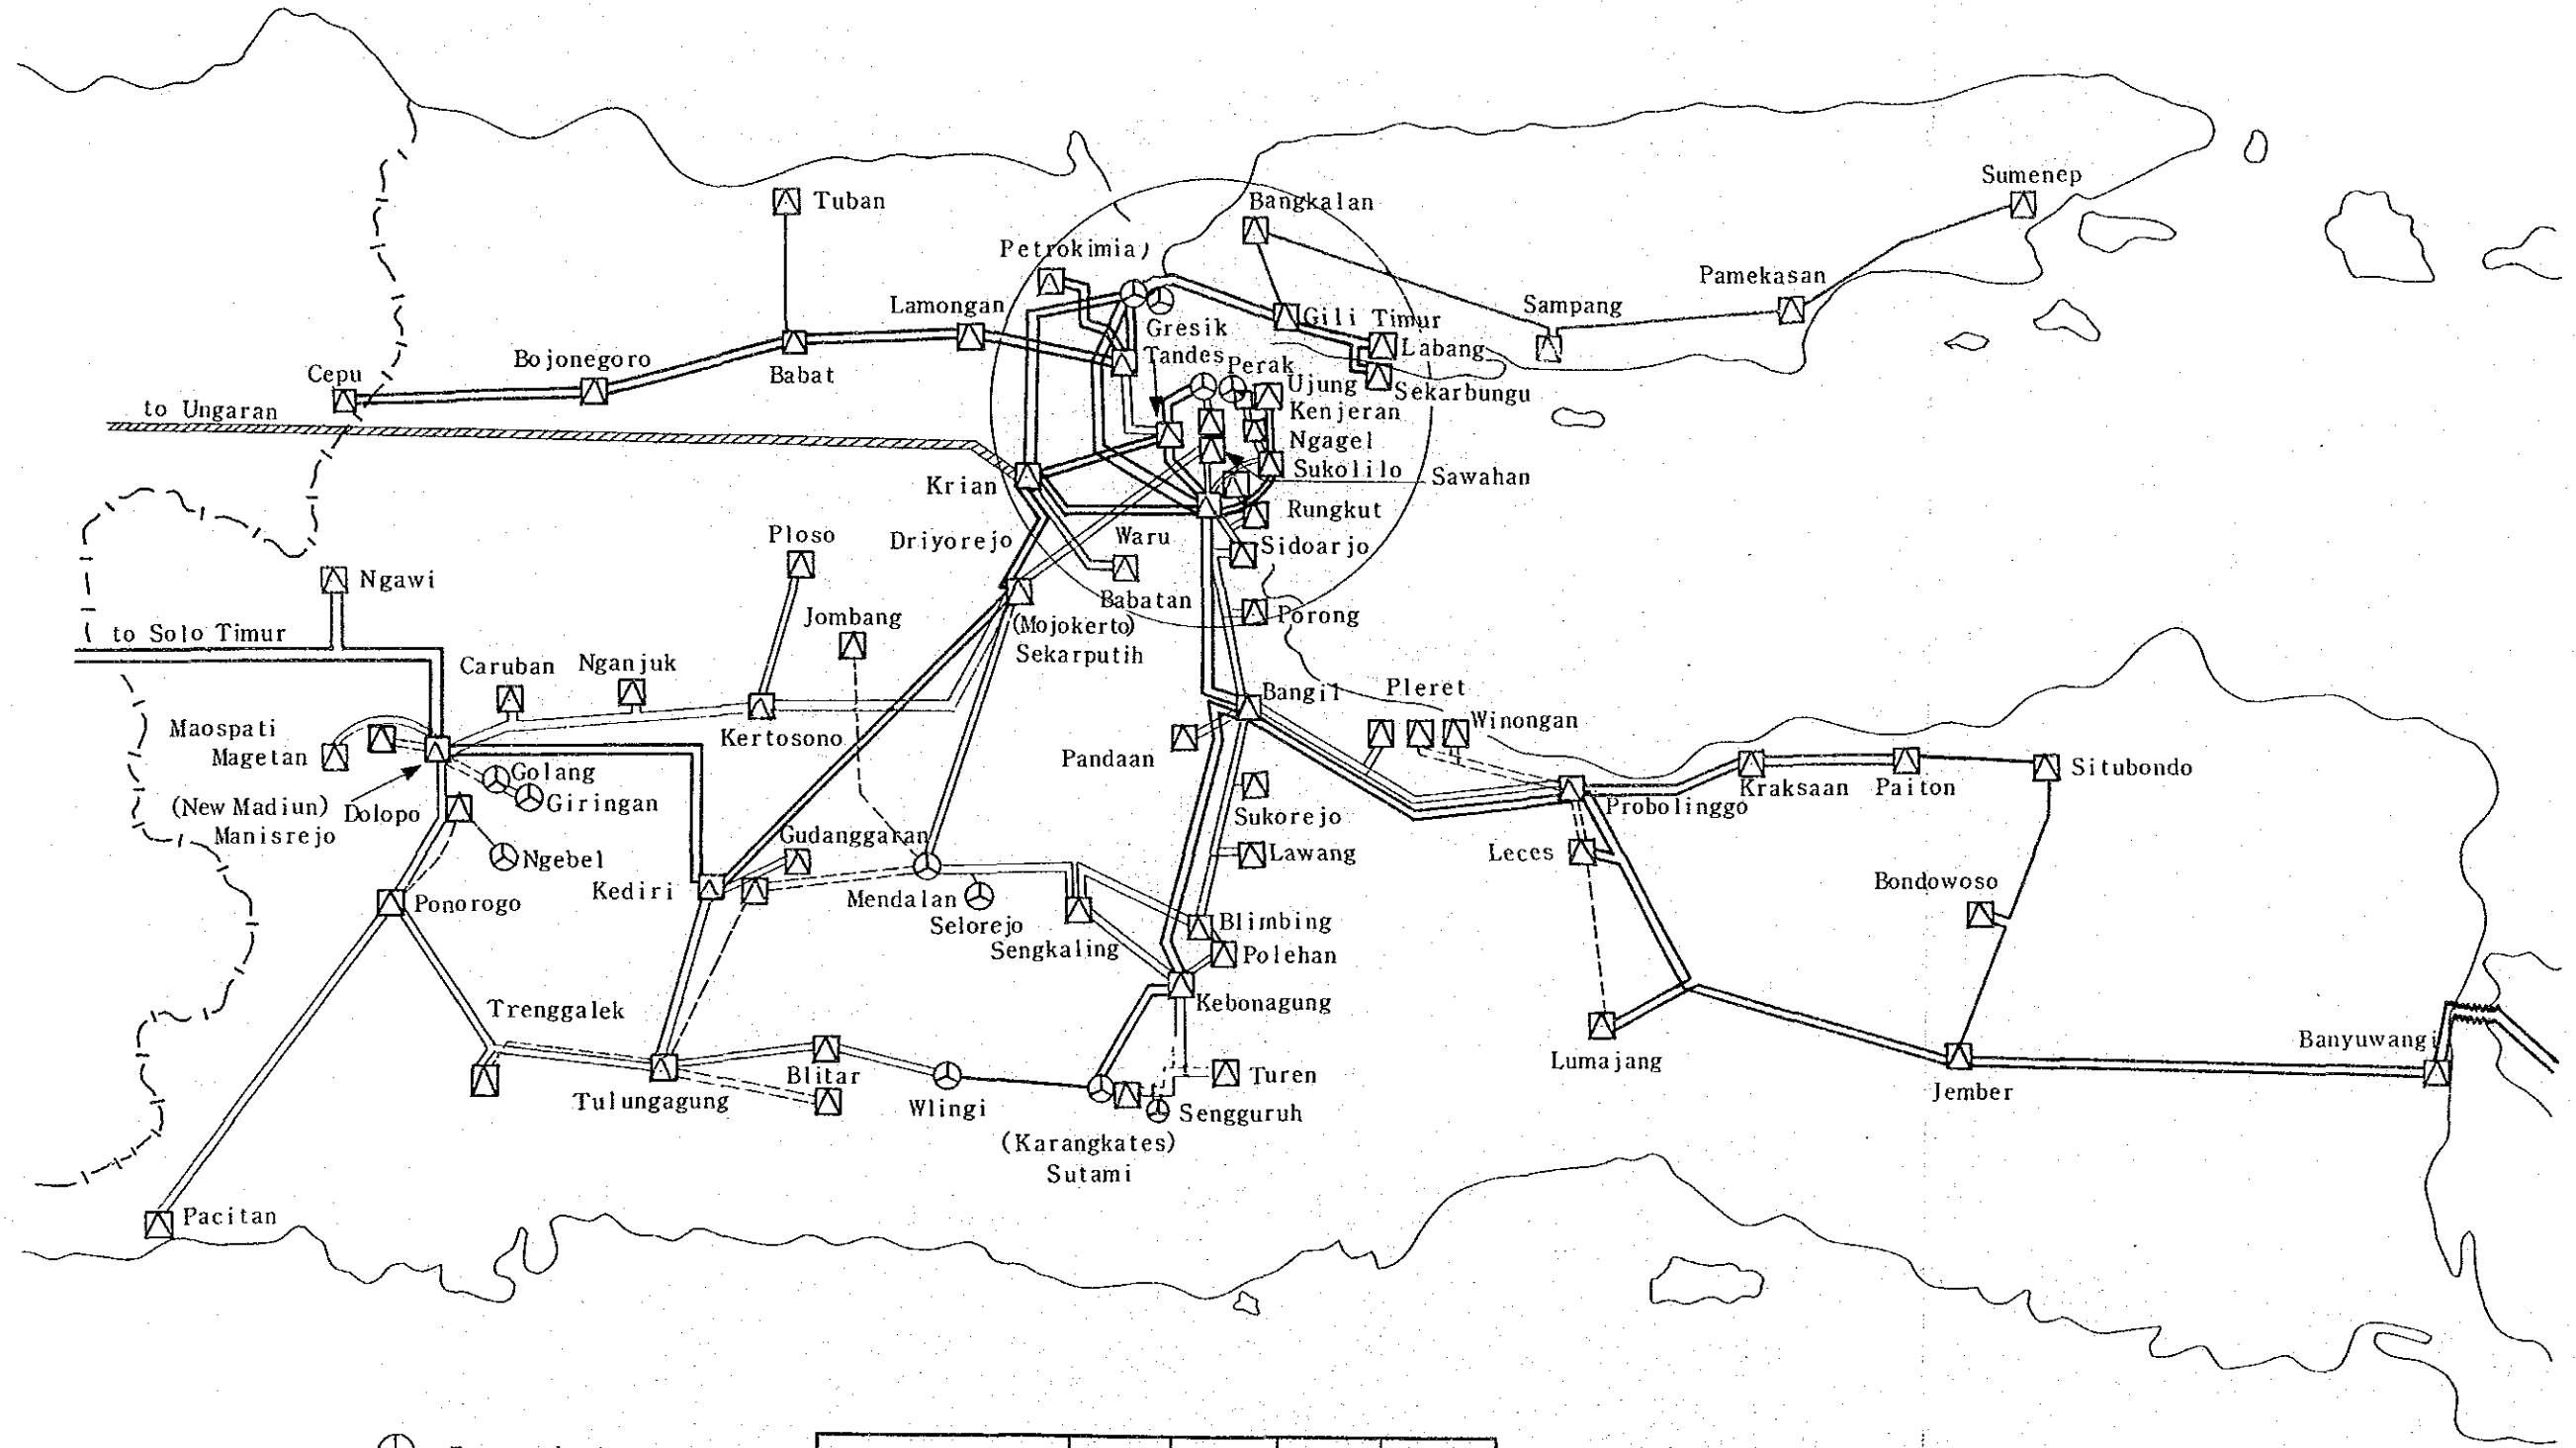 Sumenep
Tuban
Bangkalan
Petrokimia)
Pamekasan
Lamongan
Sampang
Gresik
Gili Timur
Labang
Tandes
Perak
Bojonegoro
Babat
Cepu
Ujung
Sekarbungu
to Ungaran
Kenjeran
Ngagel
Sukolilo
Sawahan
Krian
Rungkut
Ploso
Driyorejo
Waru
Sidoarjo
Ngawi
Babatan
Jombang
Porong
(Mojokerto)
Sekarputih
to Solo Timur
Caruban
Nganjuk
Bangil
Pleret
Winongan
Maospati
Magetan
Kertosono
Pandaan
Golang
Giringan
Situbondo
Kraksaan
Paiton
Probolinggo
(New Madiun)
Manisrejo
Dolopo
Sukorejo
Gudanggaran
Ngebel
Lawang
Leces
Kediri
Mendalan
Bondowoso
Ponorogo
Selorejo
Sengkaling
Blimbing
Polehan
Kebonagung
Trenggalek
Banyuwangi
Lumajang
Blitar
Turen
Tulungagung
Wlingi
Jember
Sengguruh
(Karangkates)
Sutami
Pacitan